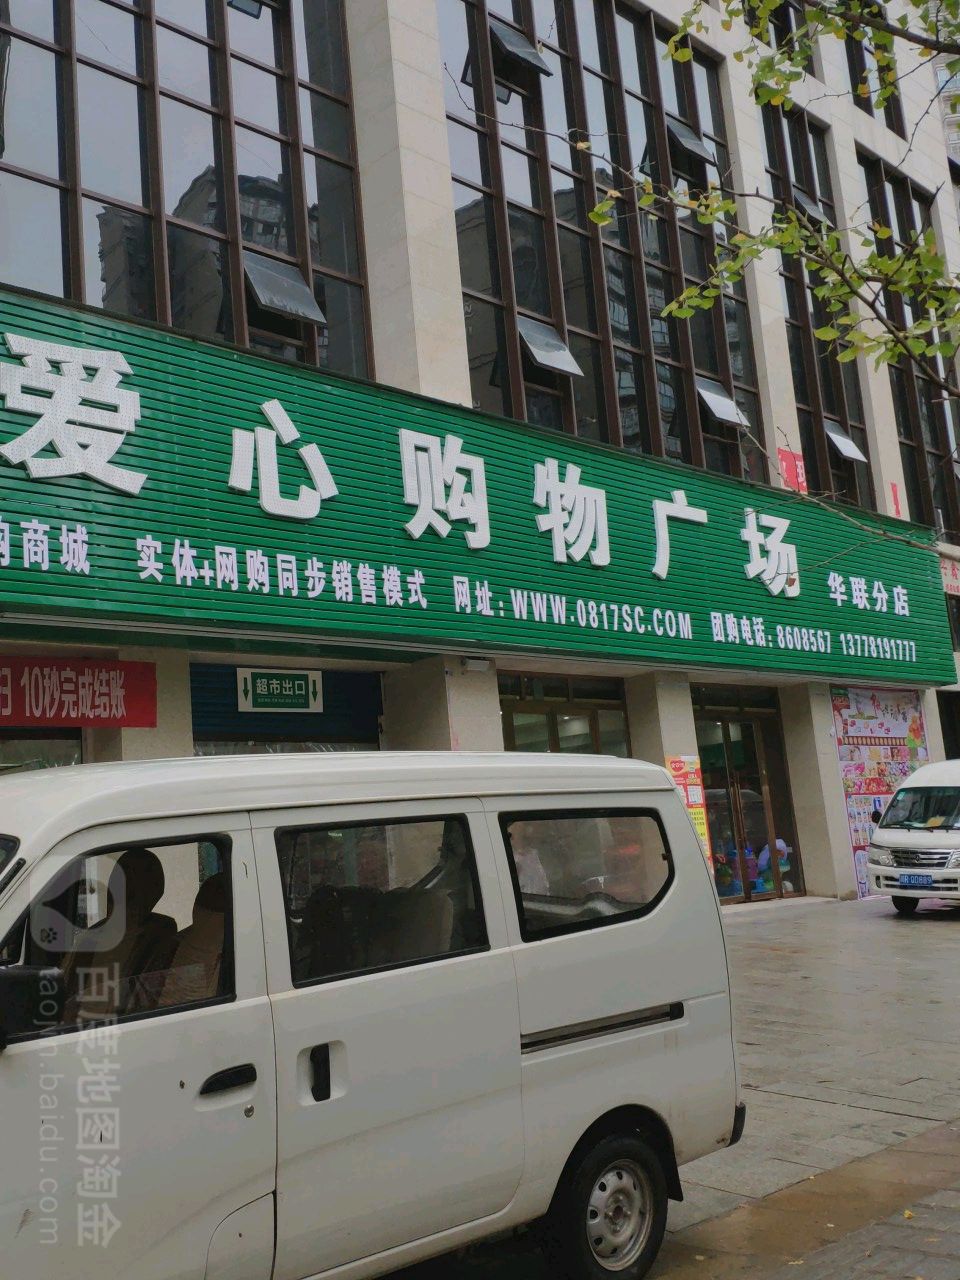 爱心购物广场
购商城 实体+网购同步销售模式 网址:WWW.0817SC.COM 团购电话:8608567 13778191777
华联分店
扫 10秒完成结账
超市出口
百度地图淘金
taojin.baidu.com